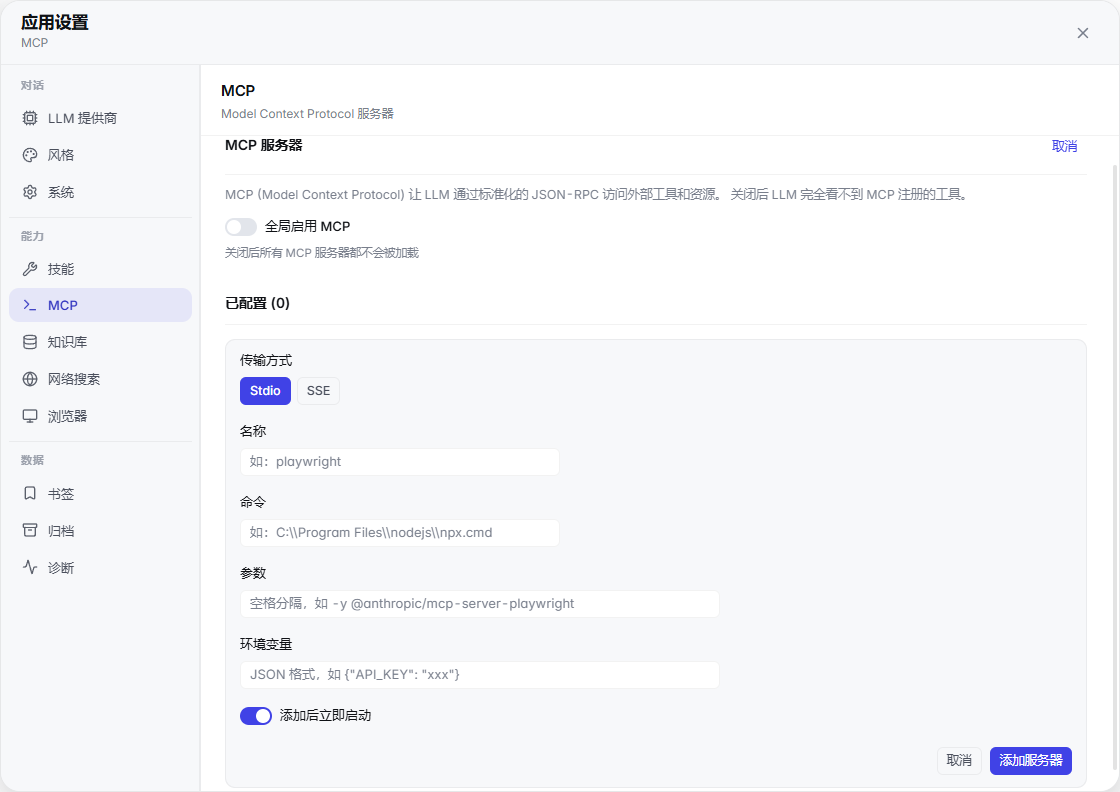 应用设置
MCP
对话
LLM 提供商
风格
系统
能力
技能
MCP
知识库
网络搜索
浏览器
数据
书签
归档
诊断
MCP
Model Context Protocol 服务器
MCP 服务器
取消
MCP (Model Context Protocol) 让 LLM 通过标准化的 JSON-RPC 访问外部工具和资源。 关闭后 LLM 完全看不到 MCP 注册的工具。
全局启用 MCP
关闭后所有 MCP 服务器都不会被加载
已配置 (0)
传输方式
Stdio SSE
名称
如：playwright
命令
如：C:\\Program Files\\nodejs\\npx.cmd
参数
空格分隔，如 -y @anthropic/mcp-server-playwright
环境变量
JSON 格式，如 {"API_KEY": "xxx"}
添加后立即启动
取消 添加服务器